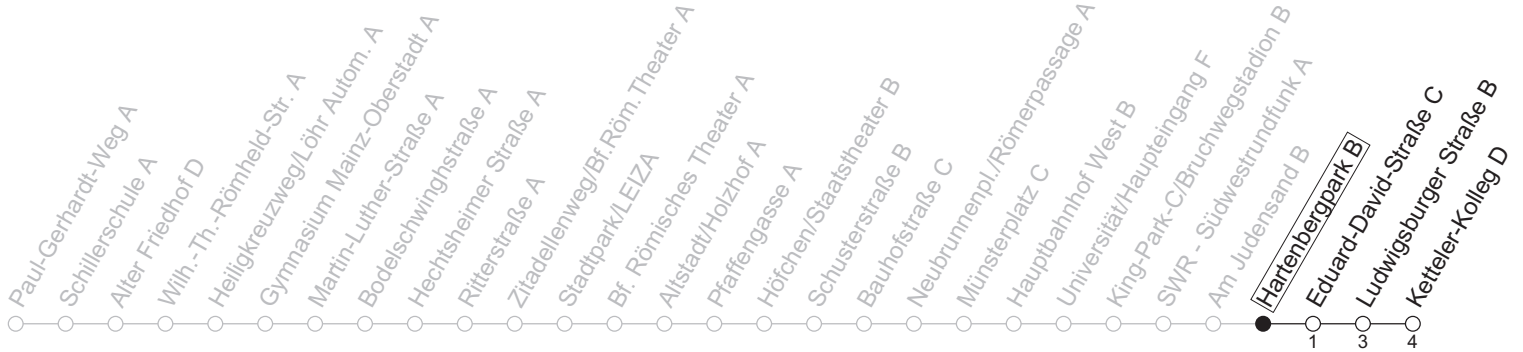 Paul-Gerhardt-Weg A
Schillerschule A
Alter Friedhof D
Wilh.-Th.-Römheld-Str. A
Heiligkreuzweg/Löhr Autom. A
Gymnasium Mainz-Oberstadt A
Martin-Luther-Straße A
Bodelschwinghstraße A
Hechtsheimer Straße A
Ritterstraße A
Zitadellenweg/Bf.Röm.Theater A
Stadtpark/LEIZA
Bf. Römisches Theater A
Altstadt/Holzhof A
Pfaffengasse A
Höfchen/Staatstheater B
Schusterstraße B
Bauhofstraße C
Neubrunnenpl./Römerpassage A
Münsterplatz C
Hauptbahnhof West B
Universität/Haupteingang F
King-Park-C/Bruchwegstadion B
SWR - Südwestrundfunk A
Am Judensand B
Hartenbergpark B
Eduard-David-Straße C
Ludwigsburger Straße B
Ketteler-Kolleg D
1 3 4